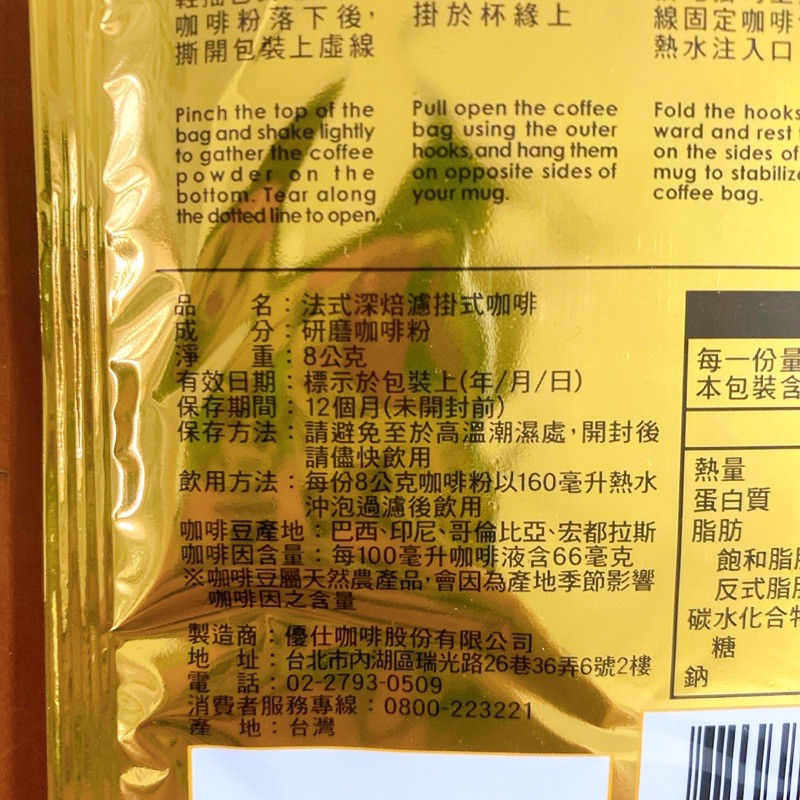 咖啡粉落下後，
撕開包裝上虛線
掛於杯緣上
線固定咖啡
熱水注入口
Pinch the top of the
bag and shake lightly
to gather the coffee
powder on the
bottom. Tear along
the dotted line to open.
Pull open the coffee
bag using the outer
hooks,and hang them
on opposite sides of
your mug.
Fold the hooks
ward and rest
on the sides of
mug to stabilize
coffee bag.
品　　名：法式深焙濾掛式咖啡
成　　分：研磨咖啡粉
淨　　重：8公克
有效日期：標示於包裝上(年/月/日)
保存期間：12個月(未開封前)
保存方法：請避免至於高溫潮濕處，開封後
請儘快飲用
飲用方法：每份8公克咖啡粉以160毫升熱水
沖泡過濾後飲用
咖啡豆產地：巴西、印尼、哥倫比亞、宏都拉斯
咖啡因含量：每100毫升咖啡液含66毫克
※咖啡豆屬天然農產品，會因為產地季節影響
咖啡因之含量
製造商：優仕咖啡股份有限公司
地　址：台北市內湖區瑞光路26巷36弄6號2樓
電　話：02-2793-0509
消費者服務專線：0800-223221
產　地：台灣
每一份量
本包裝含
熱量
蛋白質
脂肪
飽和脂肪
反式脂肪
碳水化合物
糖
鈉